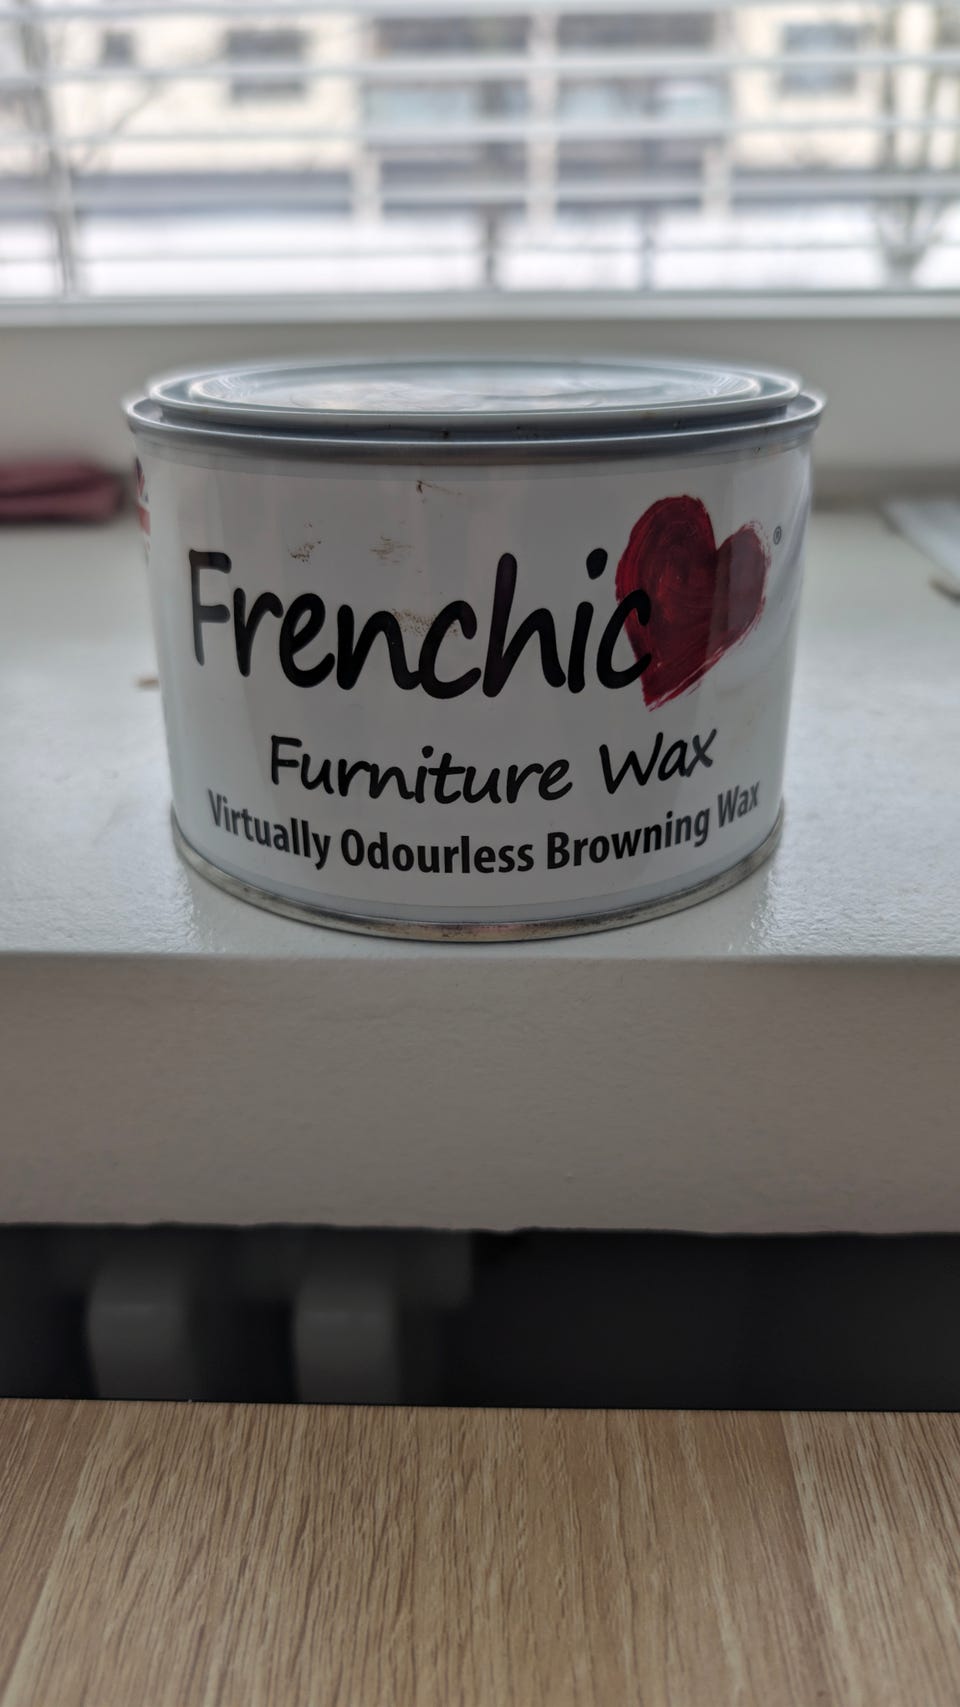 Frenchic®
Furniture Wax
Virtually Odourless Browning Wax